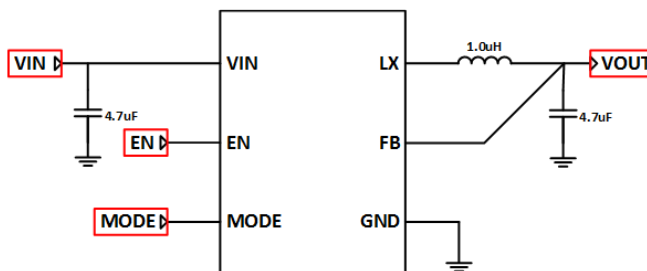 1.0uH
VIN
VIN
LX
VOUT
4.7uF
4.7uF
EN
EN
FB
MODE
MODE
GND